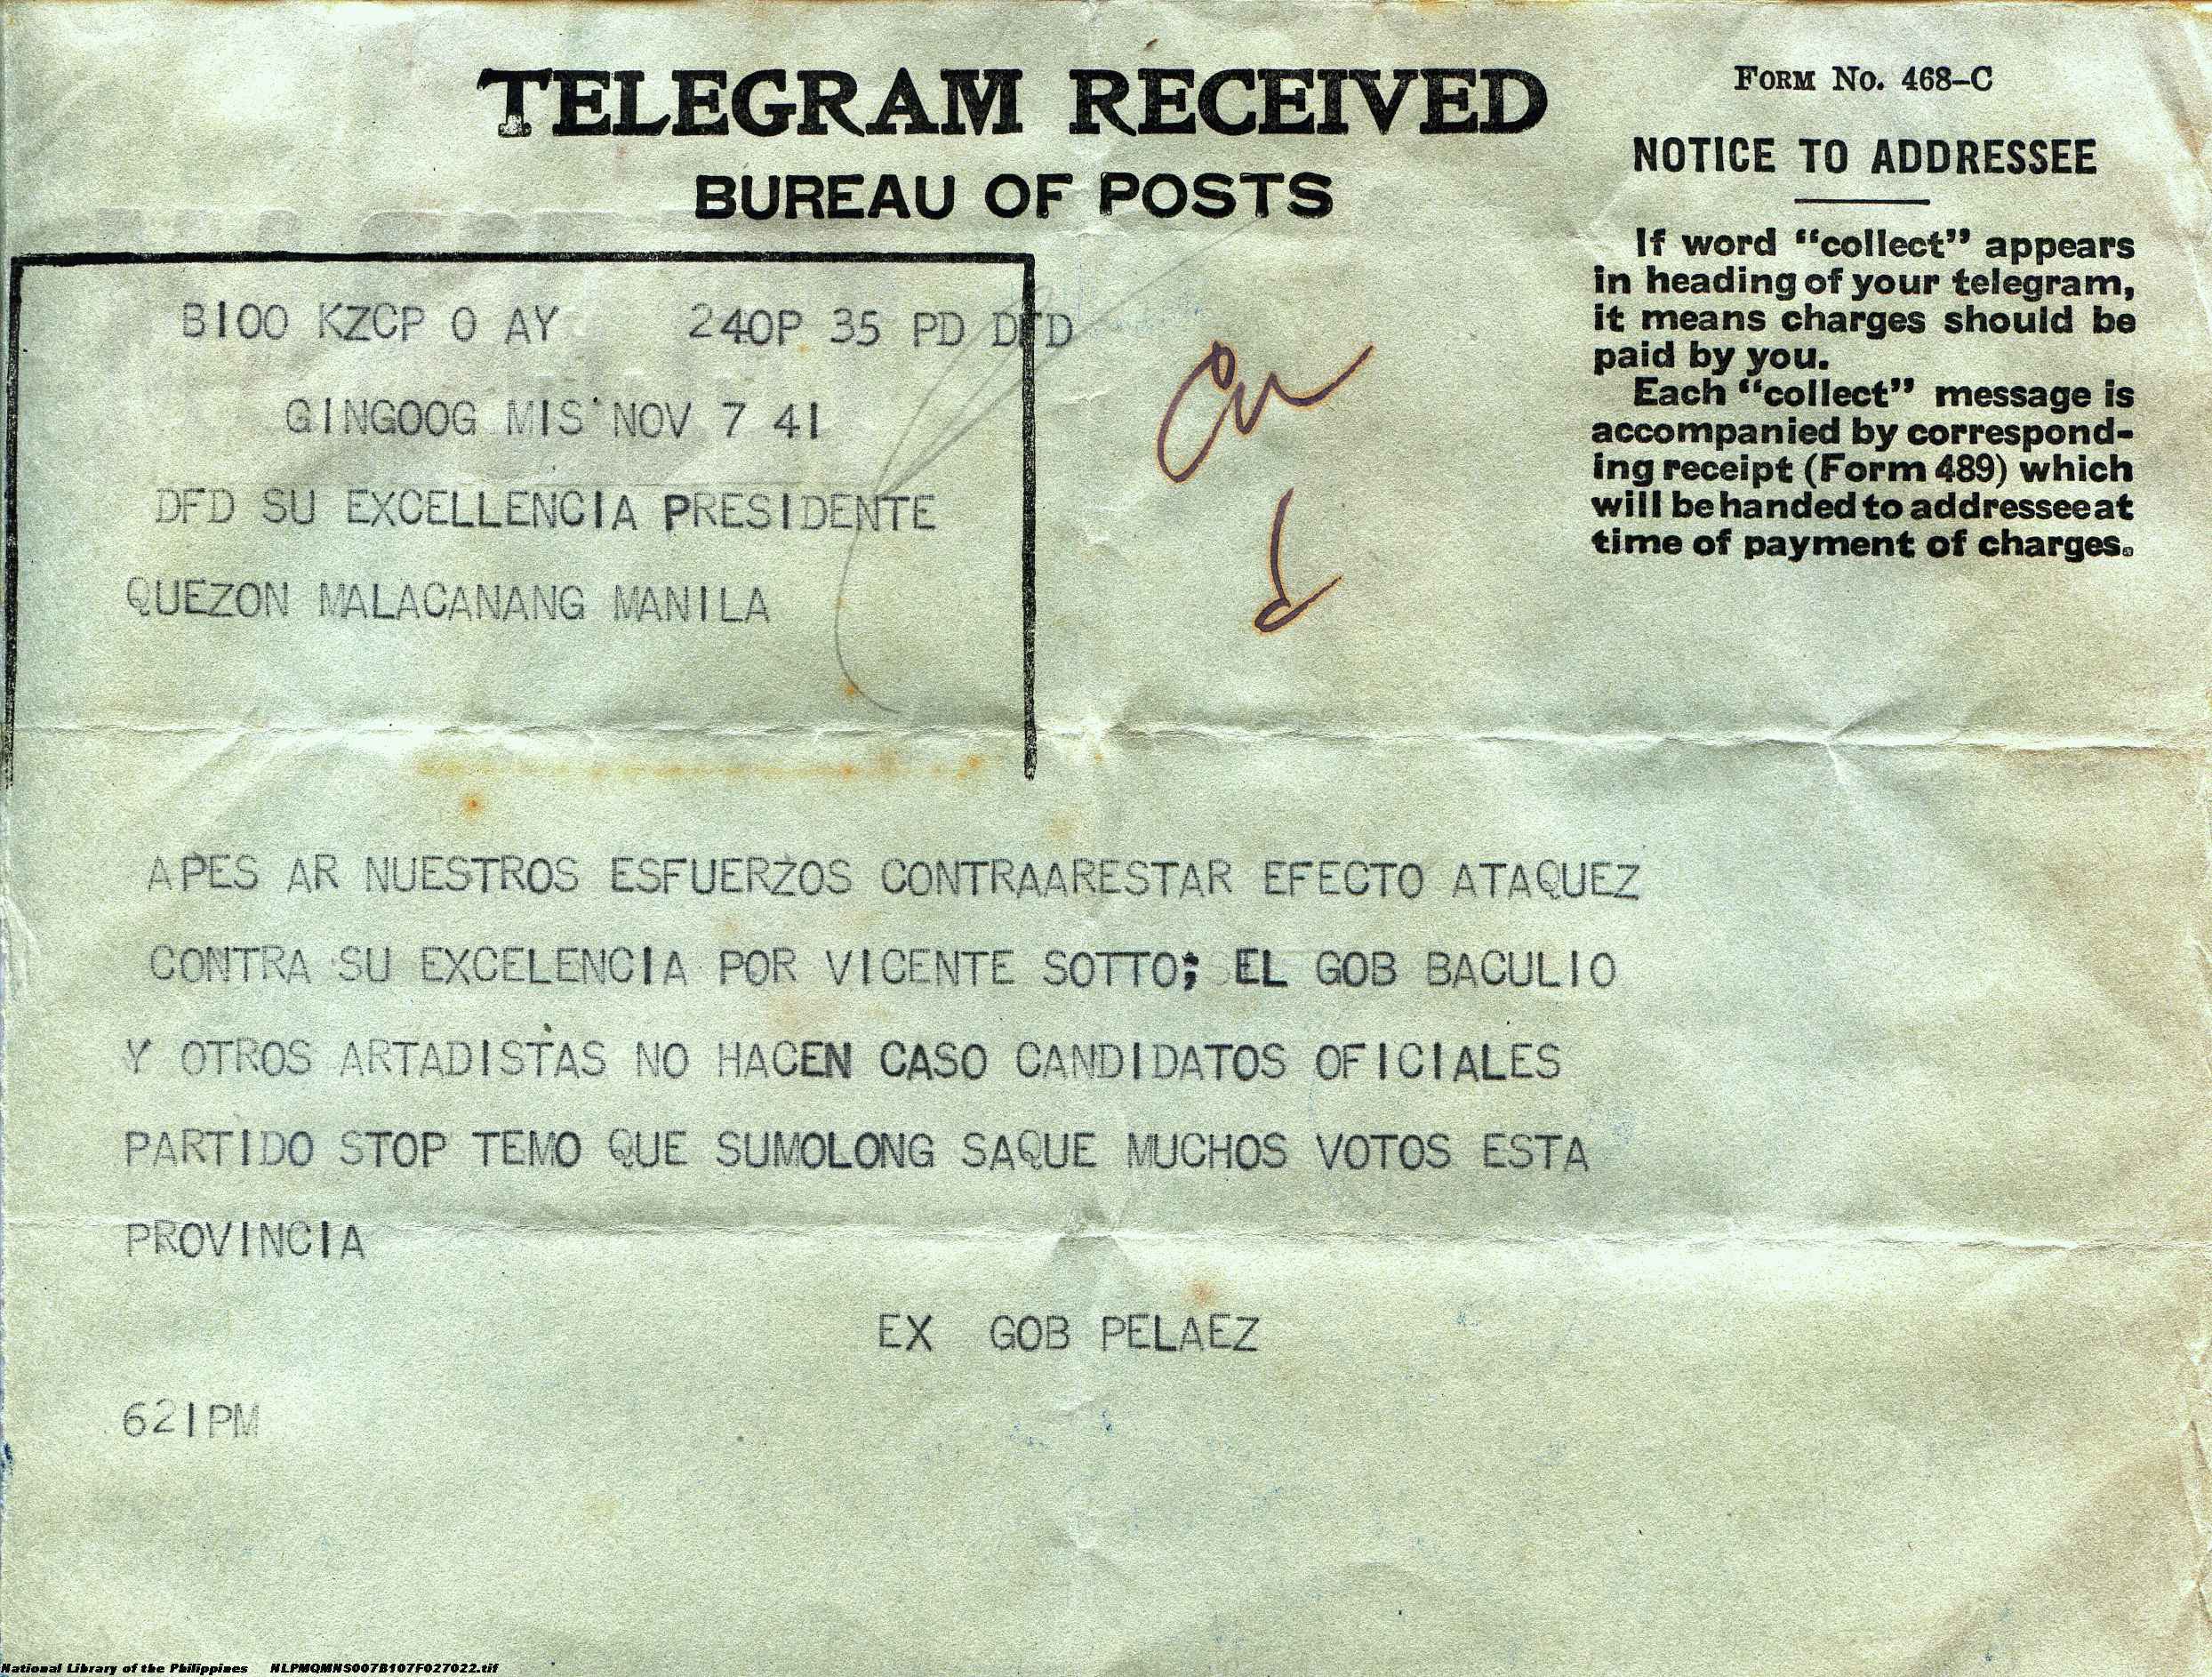 TELEGRAM RECEIVED
BUREAU OF POSTS
FORM No. 468-C
NOTICE TO ADDRESSEE
If word "collect" appears
in heading of your telegram,
it means charges should be
paid by you.
Each "collect" message is
accompanied by correspond-
ing receipt (Form 489) which
will be handed to addressee at
time of payment of charges.
B100 KZCP O AY 240P 35 PD DFD
GINGOOG MIS NOV 7 41
DFD SU EXCELLENCIA PRESIDENTE
QUEZON MALACANANG MANILA
APES AR NUESTROS ESFUERZOS CONTRAARESTAR EFECTO ATAQUEZ
CONTRA SU EXCELENCIA POR VICENTE SOTTO; EL GOB BACULIO
Y OTROS ARTADISTAS NO HACEN CASO CANDIDATOS OFICIALES
PARTIDO STOP TEMO QUE SUMOLONG SAQUE MUCHOS VOTOS ESTA
PROVINCIA
EX GOB PELAEZ
621PM
National Library of the Philippines NLPMQMNS007B107F027022.tif